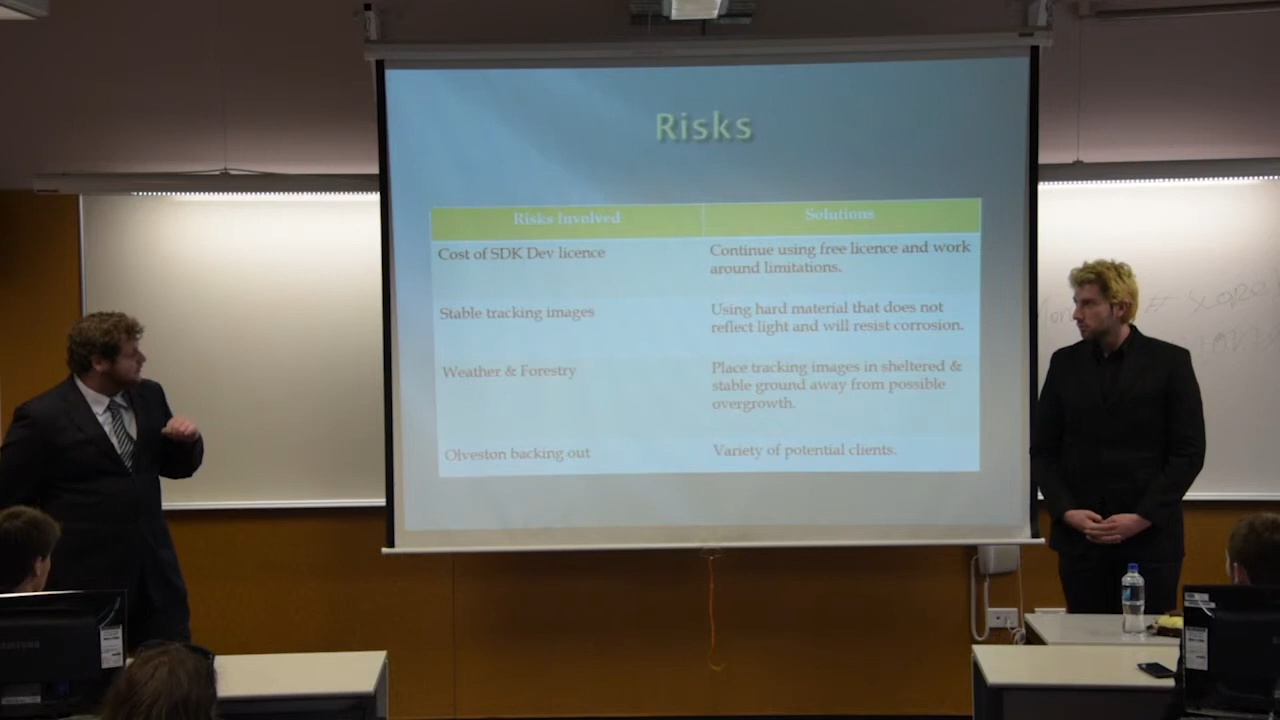 Risks
Risks Involved
Solutions
Cost of SDK Dev licence
Continue using free licence and work
around limitations.
Stable tracking images
Using hard material that does not
reflect light and will resist corrosion.
Weather & Forestry
Place tracking images in sheltered &
stable ground away from possible
overgrowth.
Olveston backing out
Variety of potential clients.
SAMSUNG